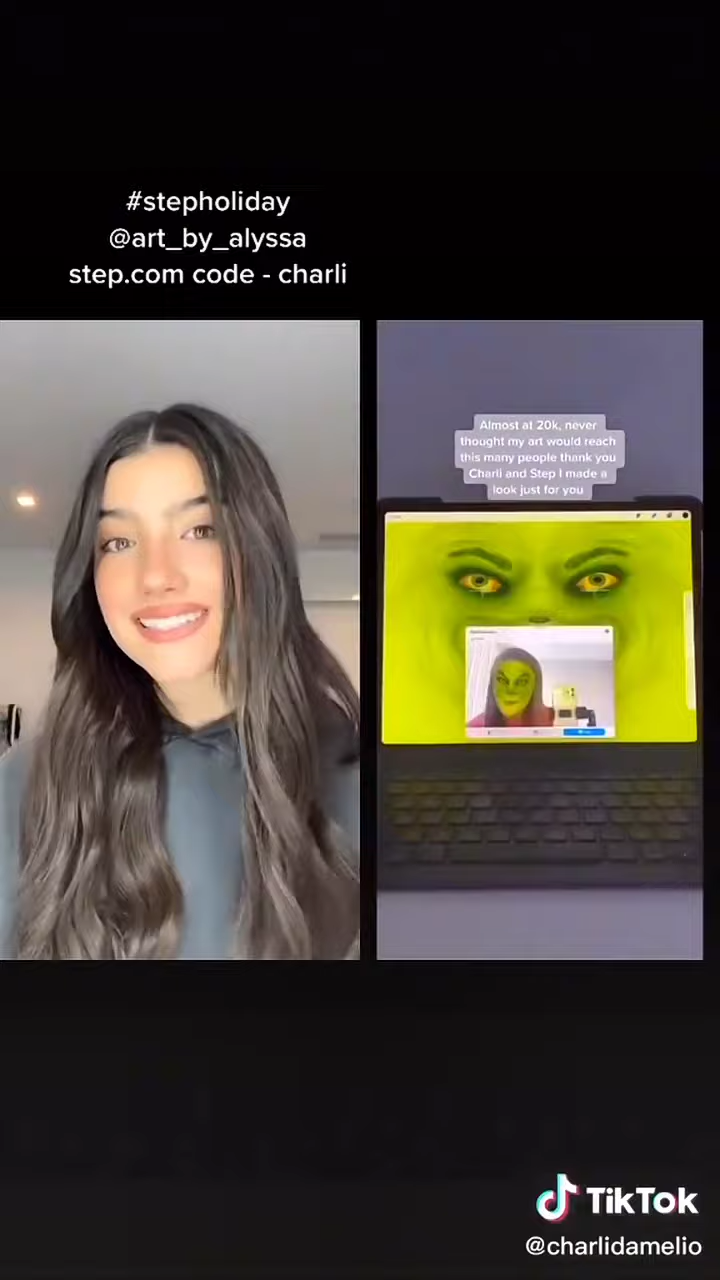 #stepholiday
@art_by_alyssa
step.com code - charli
Almost at 20k, never
thought my art would reach
this many people thank you
Charli and Step I made a
look just for you
TikTok
@charlidamelio